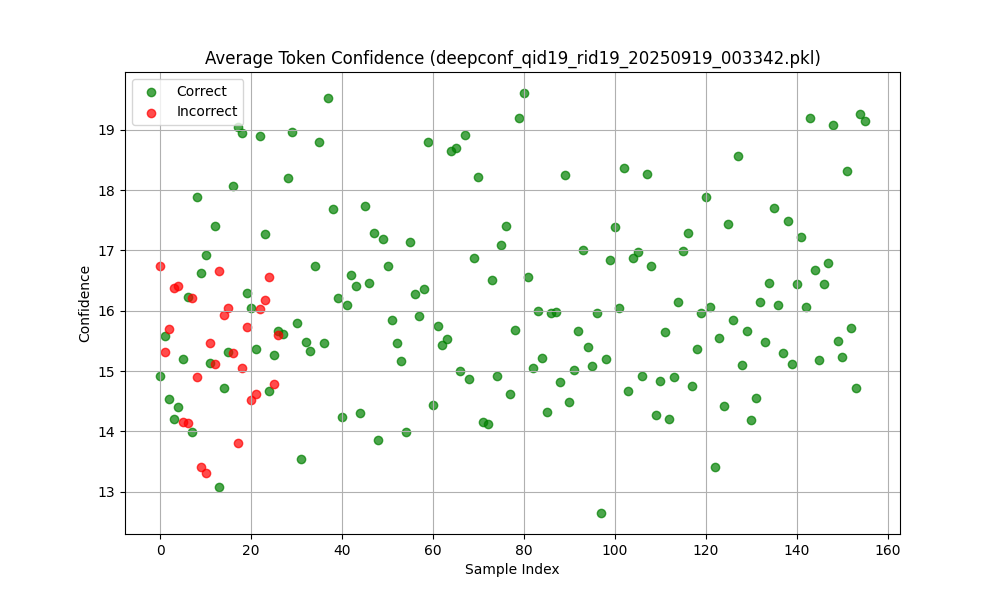 Average Token Confidence (deepconf_qid19_rid19_20250919_003342.pkl)
Correct
Incorrect
19
18
17
16
15
14
13
Confidence
0 20 40 60 80 100 120 140 160
Sample Index